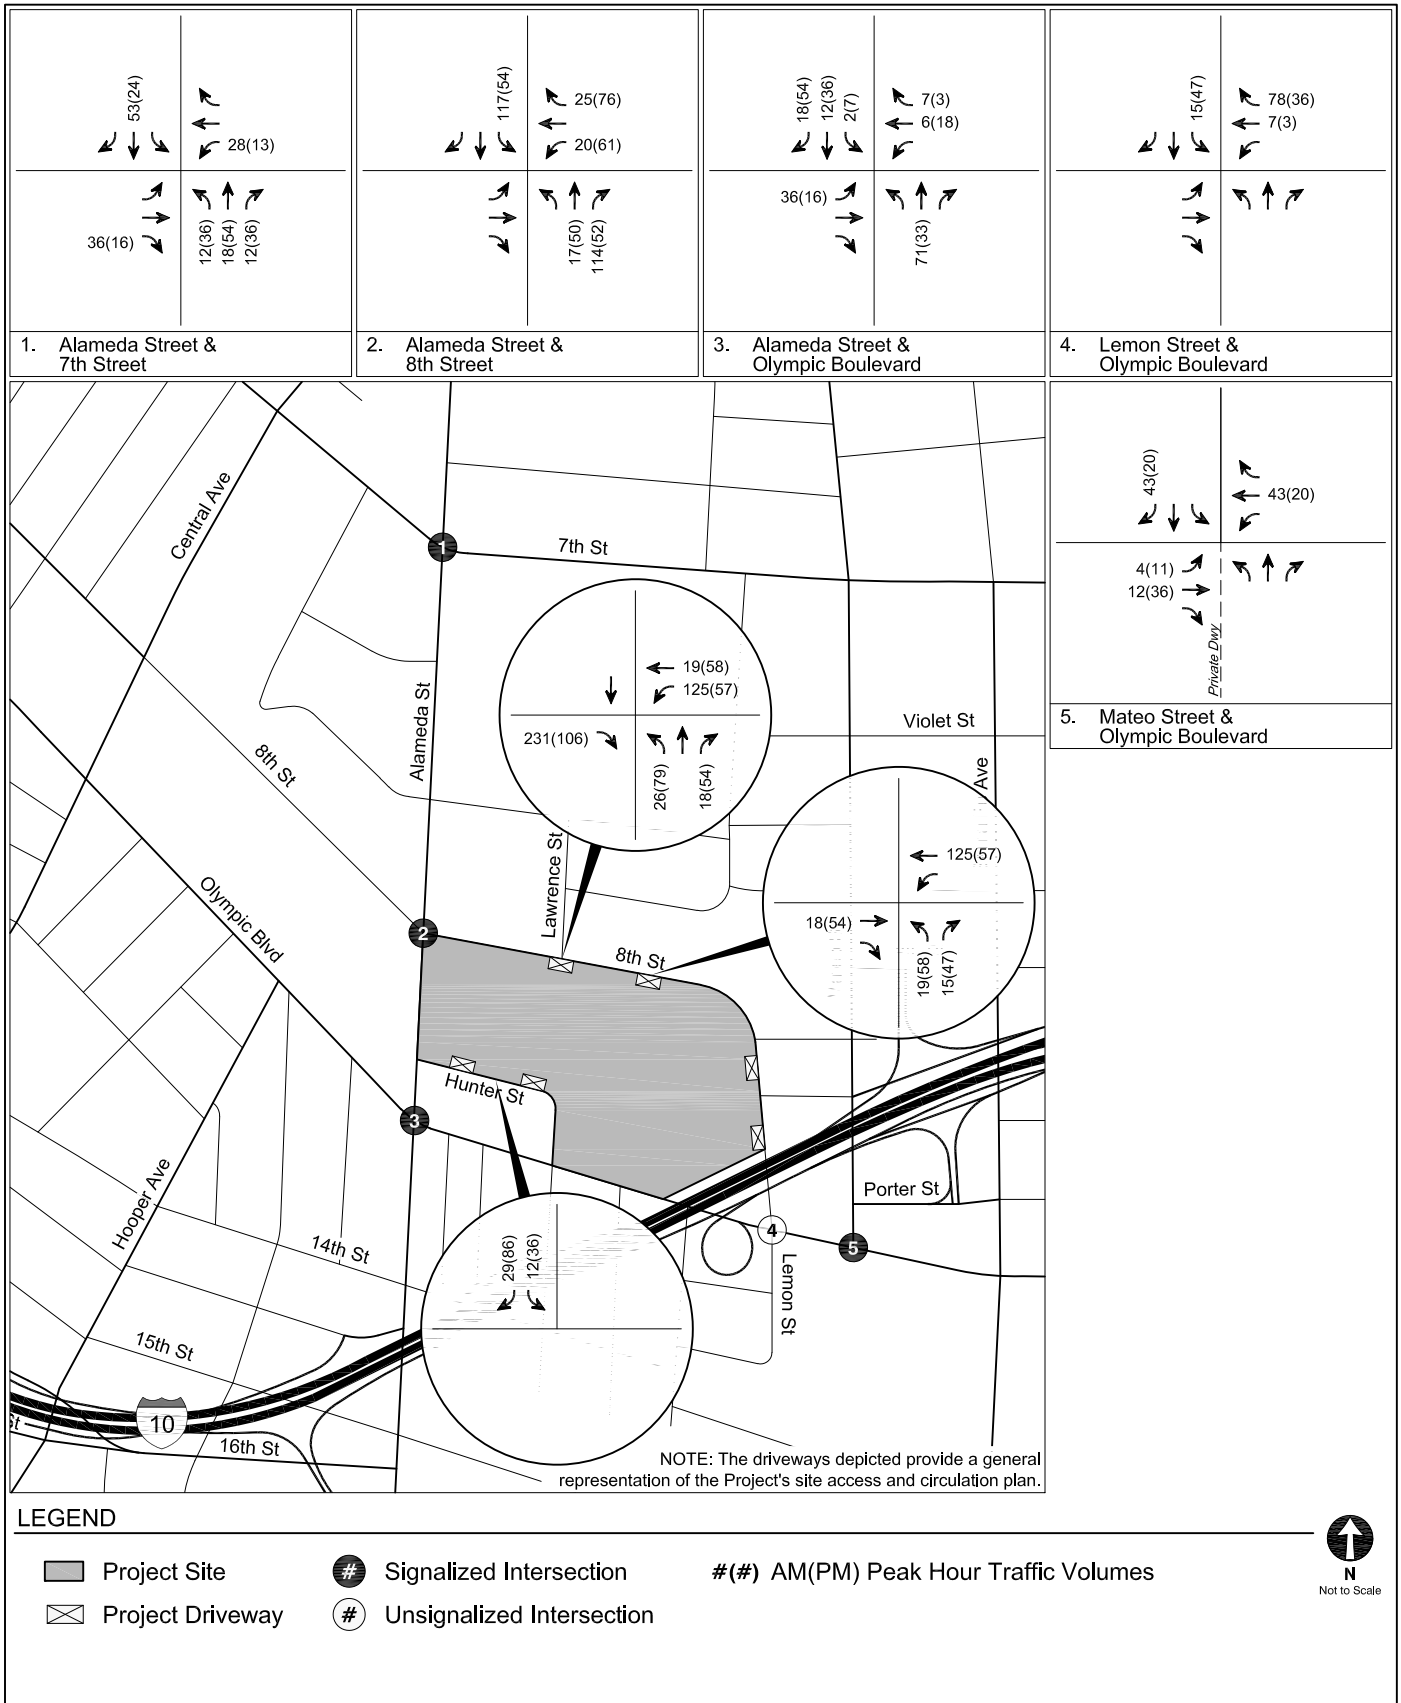 53(24)
28(13)
36(16)
12(36)
18(54)
12(36)
1. Alameda Street &
7th Street
117(54)
25(76)
20(61)
17(50)
114(52)
2. Alameda Street &
8th Street
18(54)
12(36)
2(7)
7(3)
6(18)
36(16)
71(33)
3. Alameda Street &
Olympic Boulevard
15(47)
78(36)
7(3)
4. Lemon Street &
Olympic Boulevard
43(20)
43(20)
4(11)
12(36)
Private Dwy
5. Mateo Street &
Olympic Boulevard
Central Ave
1
7th St
Alameda St
8th St
19(58)
125(57)
231(106)
26(79)
18(54)
Violet St
Ave
Lawrence St
125(57)
18(54)
19(58)
15(47)
Olympic Blvd
2
8th St
Hunter St
3
Hooper Ave
Porter St
4
5
14th St
Lemon St
29(86)
12(36)
15th St
10
St
16th St
NOTE: The driveways depicted provide a general
representation of the Project's site access and circulation plan.
LEGEND
Project Site
# Signalized Intersection
#(#) AM(PM) Peak Hour Traffic Volumes
Project Driveway
# Unsignalized Intersection
N
Not to Scale